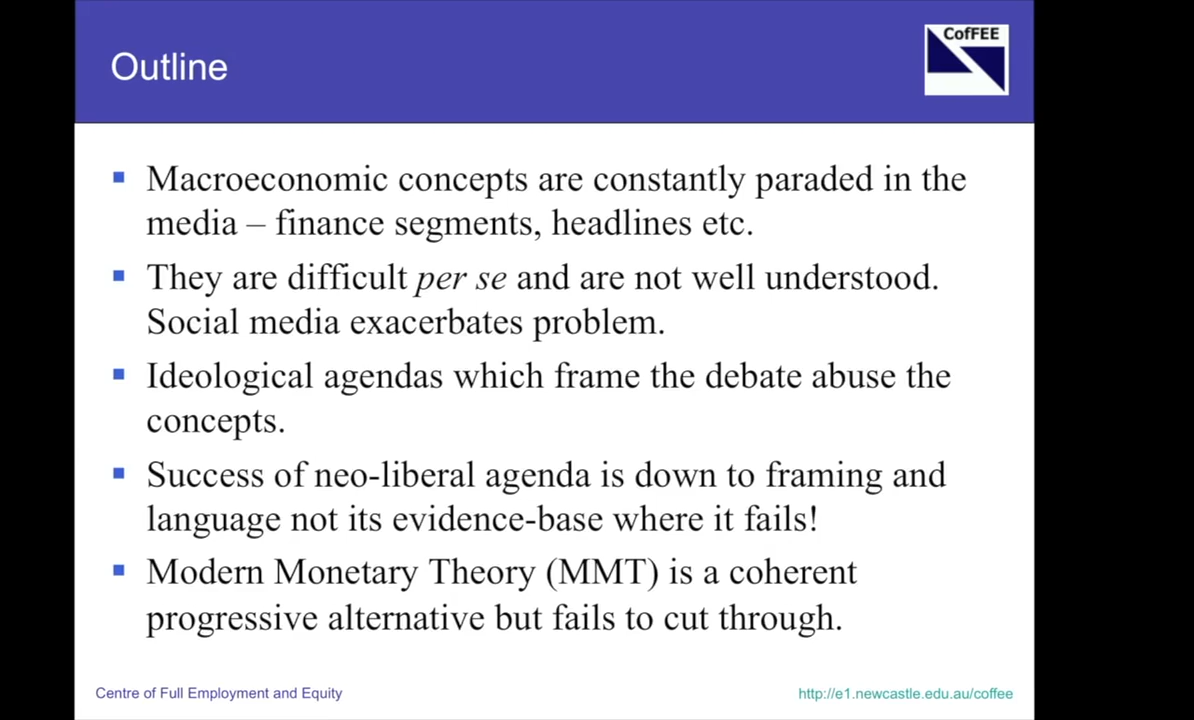 Outline
CofFEE
Macroeconomic concepts are constantly paraded in the
media – finance segments, headlines etc.
They are difficult per se and are not well understood.
Social media exacerbates problem.
Ideological agendas which frame the debate abuse the
concepts.
Success of neo-liberal agenda is down to framing and
language not its evidence-base where it fails!
Modern Monetary Theory (MMT) is a coherent
progressive alternative but fails to cut through.
Centre of Full Employment and Equity
http://e1.newcastle.edu.au/coffee